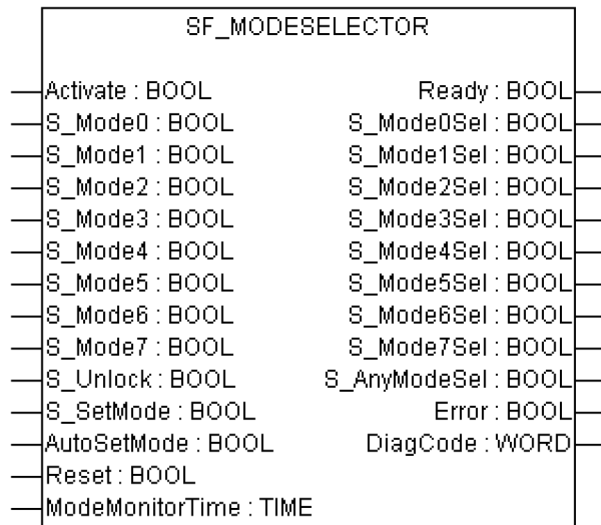 SF_MODESELECTOR
Activate : BOOL Ready : BOOL
S_Mode0 : BOOL S_Mode0Sel : BOOL
S_Mode1 : BOOL S_Mode1Sel : BOOL
S_Mode2 : BOOL S_Mode2Sel : BOOL
S_Mode3 : BOOL S_Mode3Sel : BOOL
S_Mode4 : BOOL S_Mode4Sel : BOOL
S_Mode5 : BOOL S_Mode5Sel : BOOL
S_Mode6 : BOOL S_Mode6Sel : BOOL
S_Mode7 : BOOL S_Mode7Sel : BOOL
S_Unlock : BOOL S_AnyModeSel : BOOL
S_SetMode : BOOL Error : BOOL
AutoSetMode : BOOL DiagCode : WORD
Reset : BOOL
ModeMonitorTime : TIME